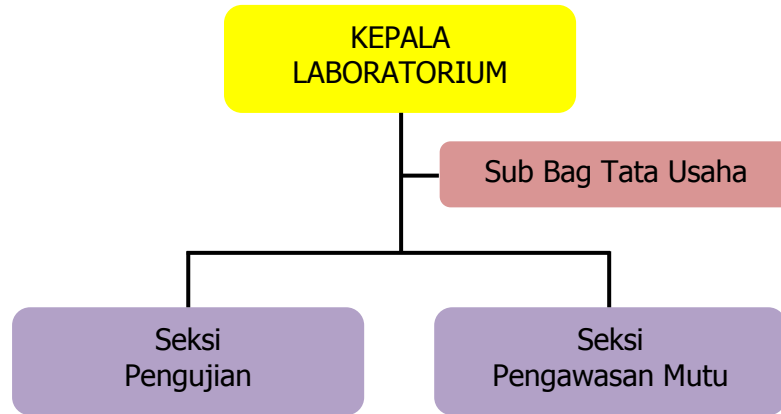 KEPALA
LABORATORIUM
Sub Bag Tata Usaha
Seksi
Pengujian
Seksi
Pengawasan Mutu